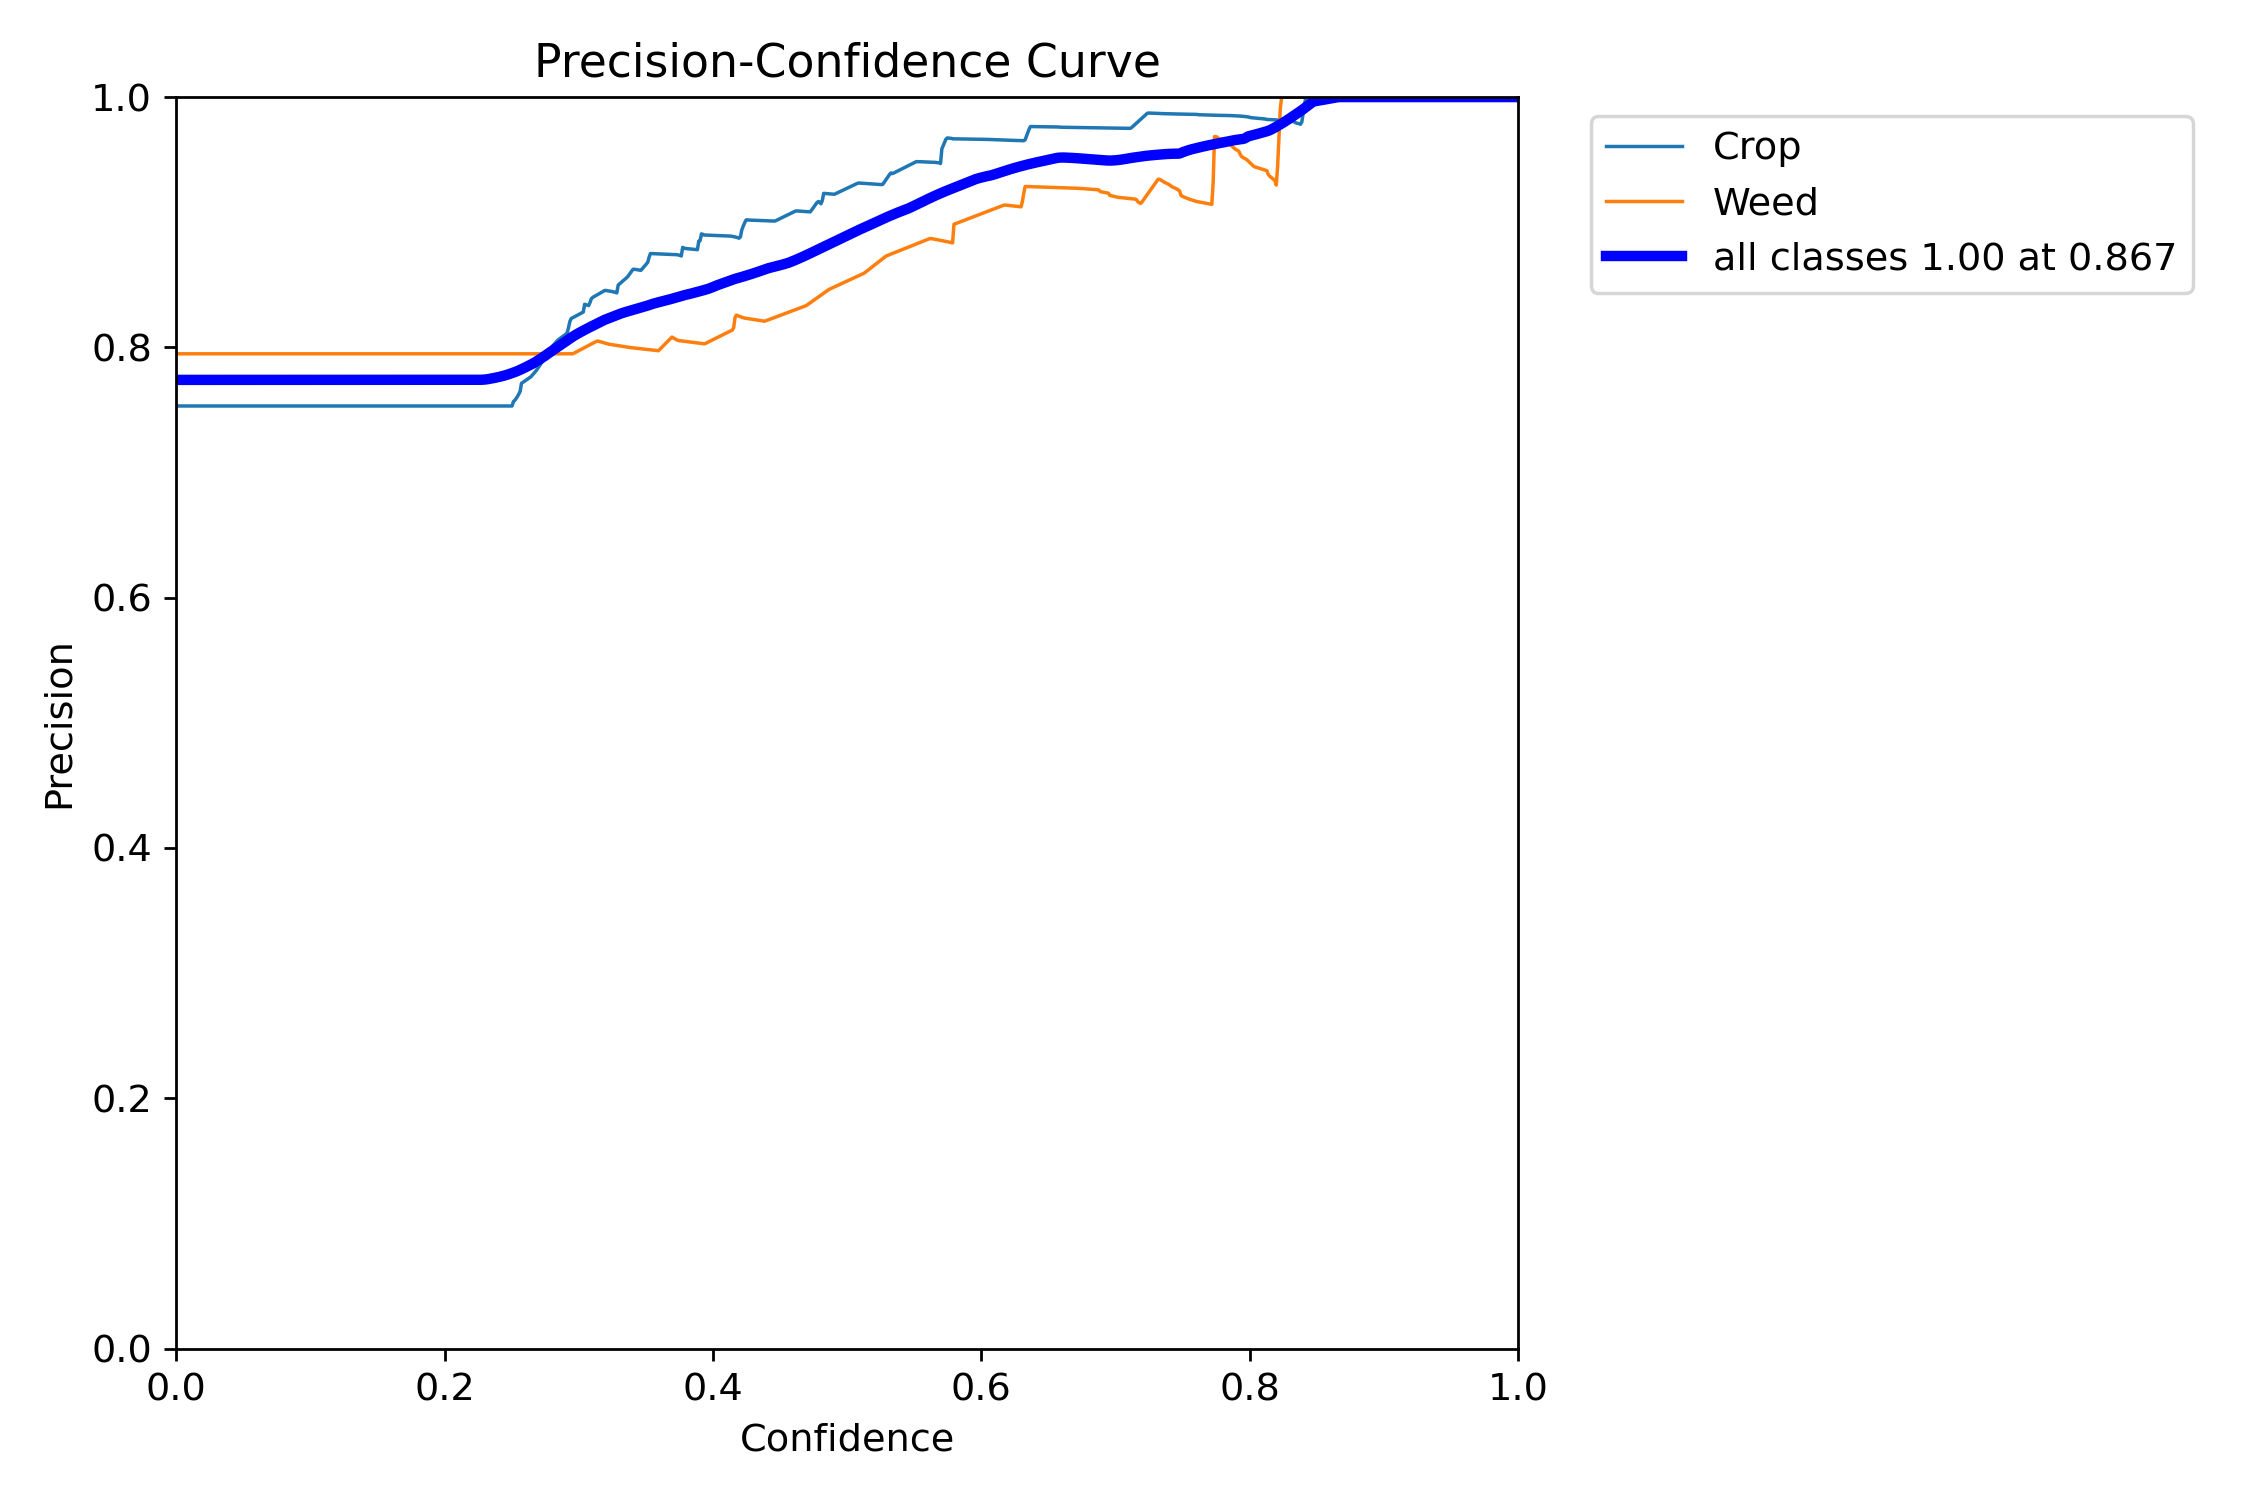 Precision-Confidence Curve
1.0
0.8
0.6
0.4
0.2
0.0
Precision
0.0 0.2 0.4 0.6 0.8 1.0
Confidence
Crop
Weed
all classes 1.00 at 0.867